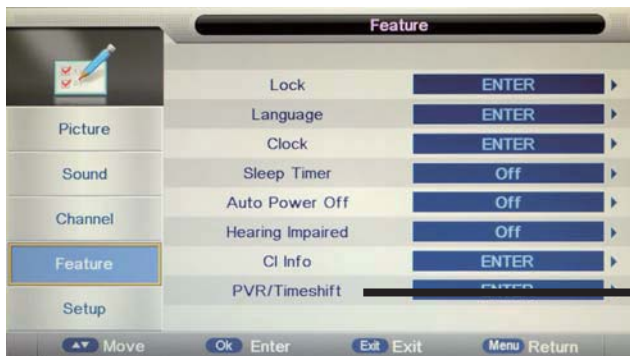 Feature
Lock ENTER
Language ENTER
Picture
Clock ENTER
Sound
Sleep Timer Off
Auto Power Off Off
Channel
Hearing Impaired Off
Feature
CI Info ENTER
PVR/Timeshift ENTER
Setup
Move Ok Enter Exit Exit Menu Return